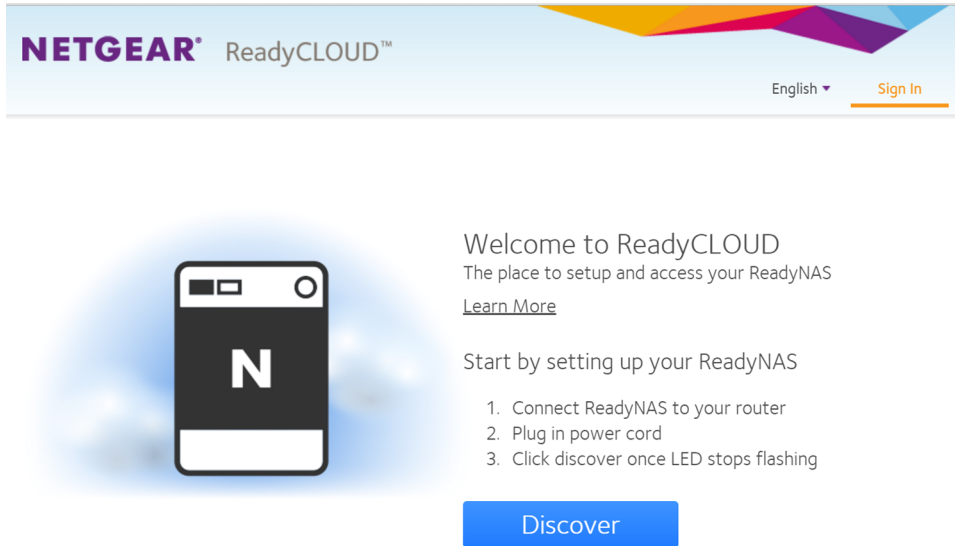 NETGEAR® ReadyCLOUD™
English Sign In
Welcome to ReadyCLOUD
The place to setup and access your ReadyNAS
Learn More
N
Start by setting up your ReadyNAS
1. Connect ReadyNAS to your router
2. Plug in power cord
3. Click discover once LED stops flashing
Discover